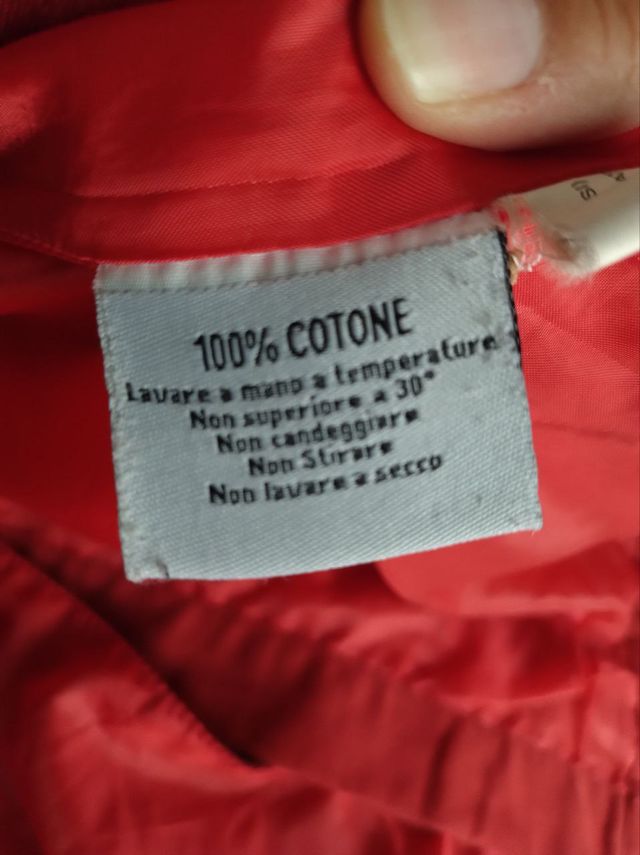 100% COTONE
Lavare a mano a temperature
Non superiore a 30°
Non candeggiare
Non Stirare
Non lavare a secco